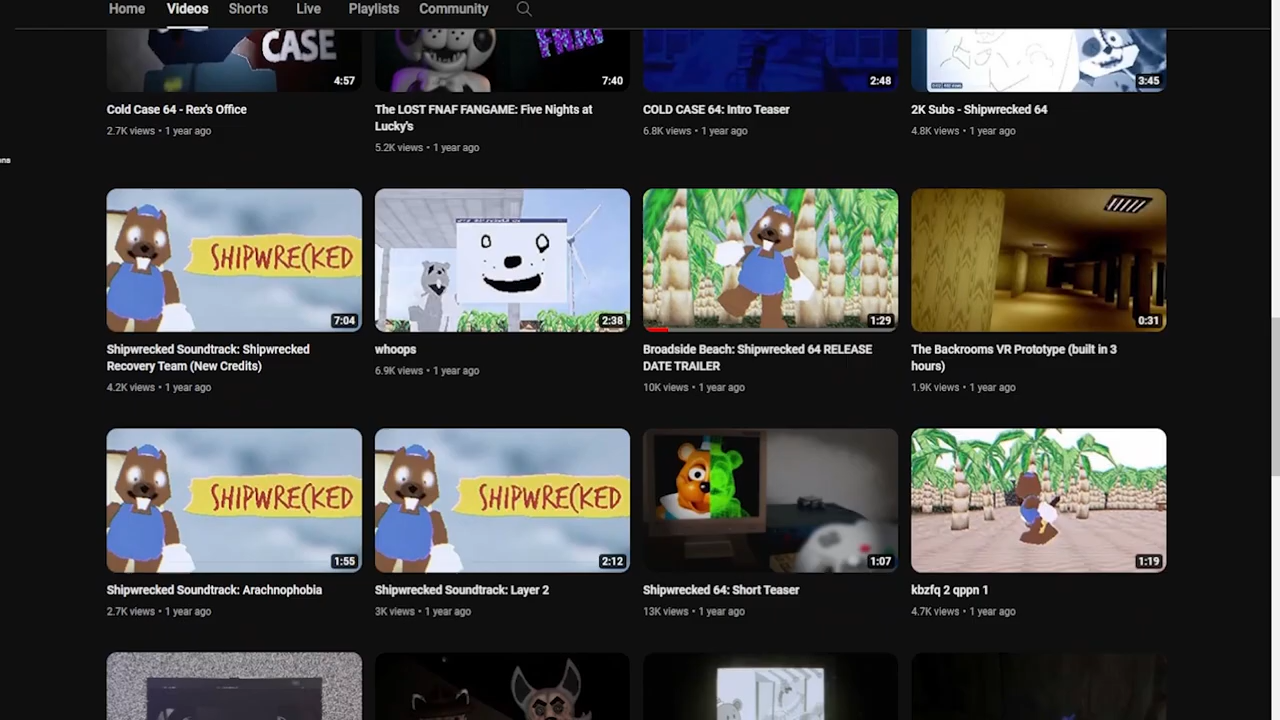 Home Videos Shorts Live Playlists Community
CASE
4:57
7:40
2:48
3:45
Cold Case 64 - Rex's Office
2.7K views • 1 year ago
The LOST FNAF FANGAME: Five Nights at
Lucky's
5.2K views • 1 year ago
COLD CASE 64: Intro Teaser
6.8K views • 1 year ago
2K Subs - Shipwrecked 64
4.8K views • 1 year ago
ons
SHIPWRECKED
7:04
2:38
1:29
0:31
Shipwrecked Soundtrack: Shipwrecked
Recovery Team (New Credits)
4.2K views • 1 year ago
whoops
6.9K views • 1 year ago
Broadside Beach: Shipwrecked 64 RELEASE
DATE TRAILER
10K views • 1 year ago
The Backrooms VR Prototype (built in 3
hours)
1.9K views • 1 year ago
SHIPWRECKED
1:55
SHIPWRECKED
2:12
1:07
1:19
Shipwrecked Soundtrack: Arachnophobia
2.7K views • 1 year ago
Shipwrecked Soundtrack: Layer 2
3K views • 1 year ago
Shipwrecked 64: Short Teaser
13K views • 1 year ago
kbzfq 2 qppn 1
4.7K views • 1 year ago